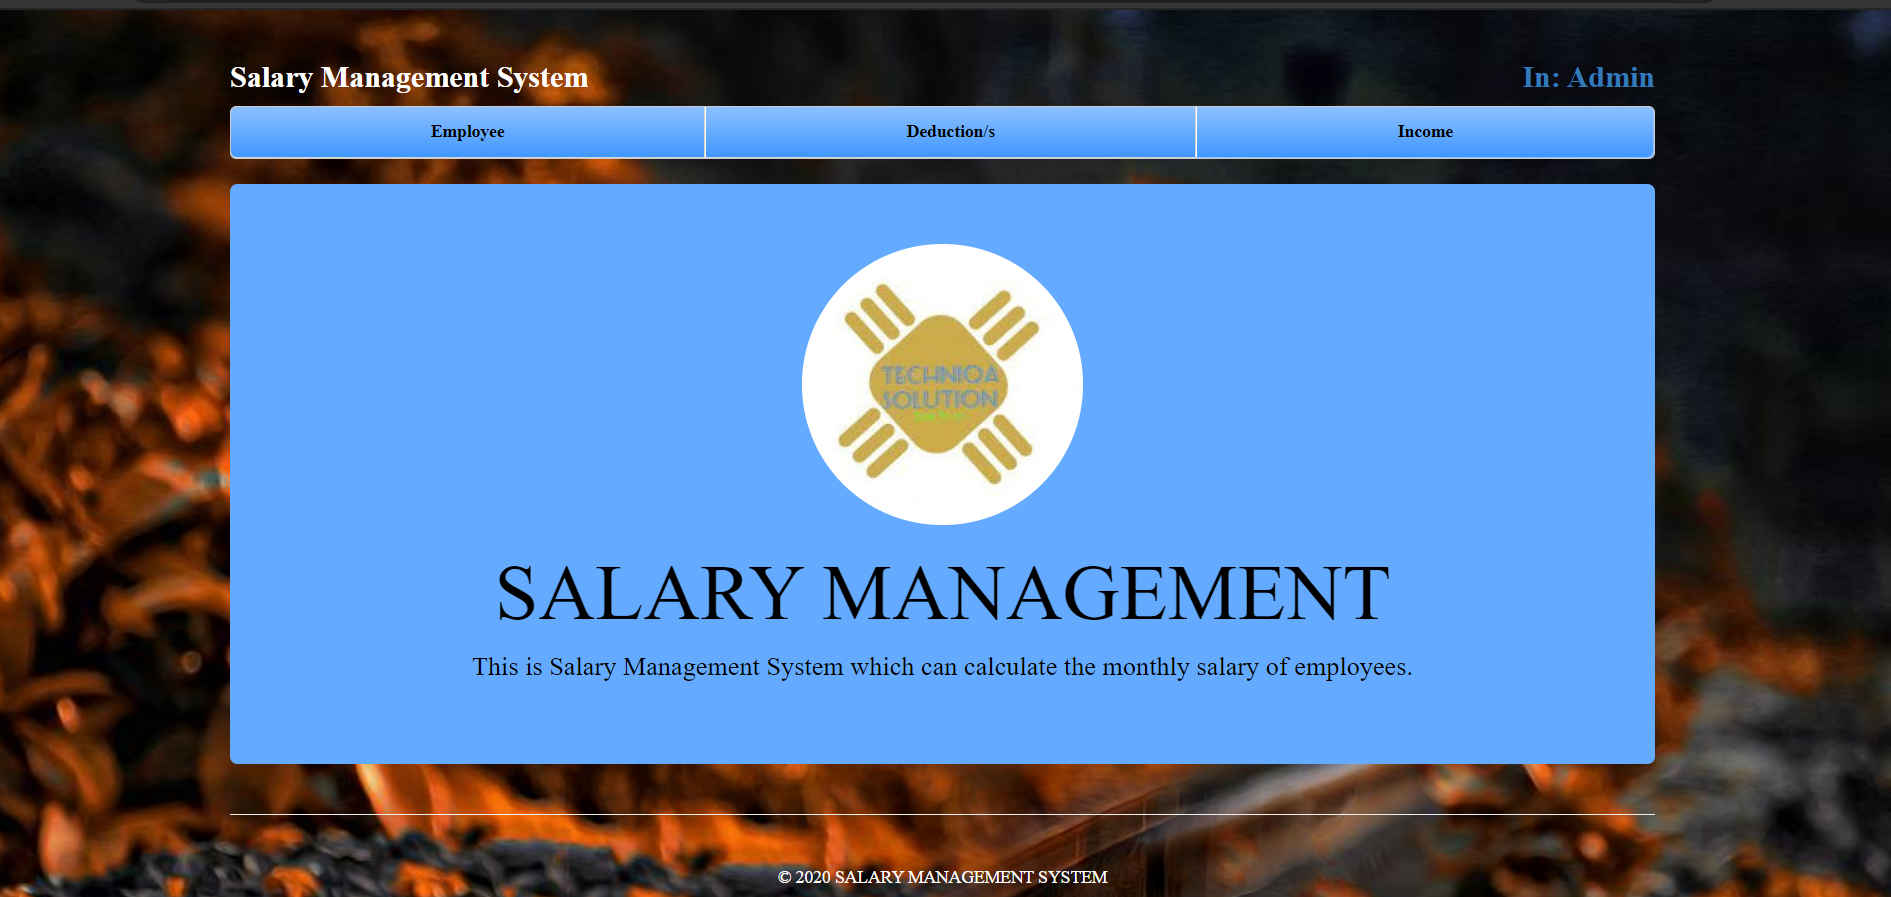 Salary Management System
In: Admin
Employee
Deduction/s
Income
TECHNIQA
SOLUTION
SALARY MANAGEMENT
This is Salary Management System which can calculate the monthly salary of employees.
© 2020 SALARY MANAGEMENT SYSTEM